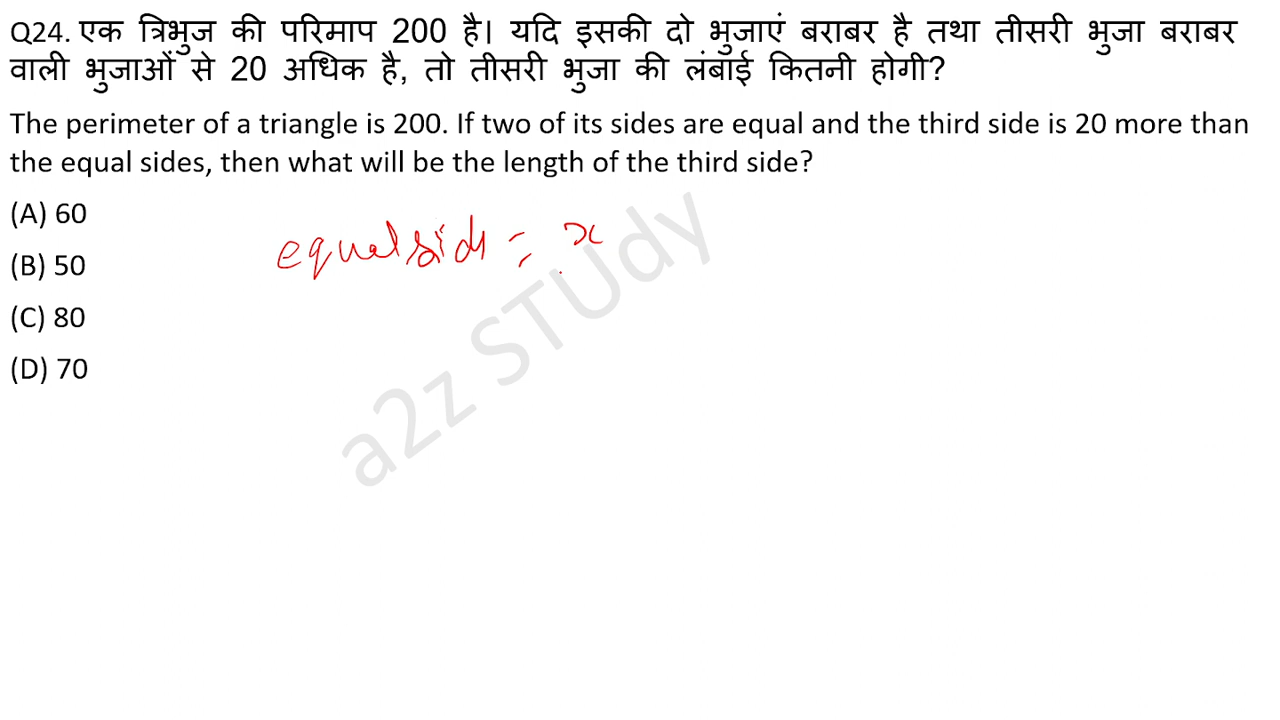 Q24. एक त्रिभुज की परिमाप 200 है। यदि इसकी दो भुजाएं बराबर है तथा तीसरी भुजा बराबर
वाली भुजाओं से 20 अधिक है, तो तीसरी भुजा की लंबाई कितनी होगी?
The perimeter of a triangle is 200. If two of its sides are equal and the third side is 20 more than
the equal sides, then what will be the length of the third side?
(A) 60
equal side = x
(B) 50
(C) 80
(D) 70
a2z STUdy